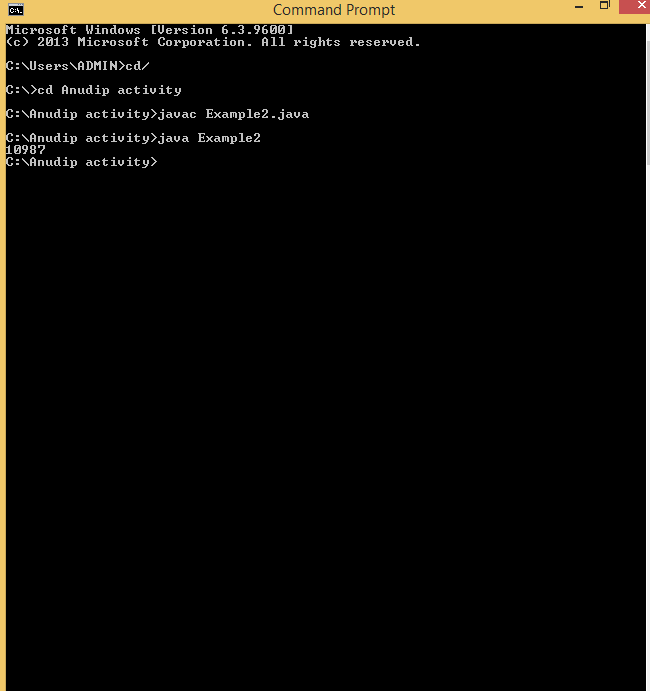 Command Prompt
Microsoft Windows [Version 6.3.9600]
(c) 2013 Microsoft Corporation. All rights reserved.
C:\Users\ADMIN>cd/
C:\>cd Anudip activity
C:\Anudip activity>javac Example2.java
C:\Anudip activity>java Example2
10987
C:\Anudip activity>